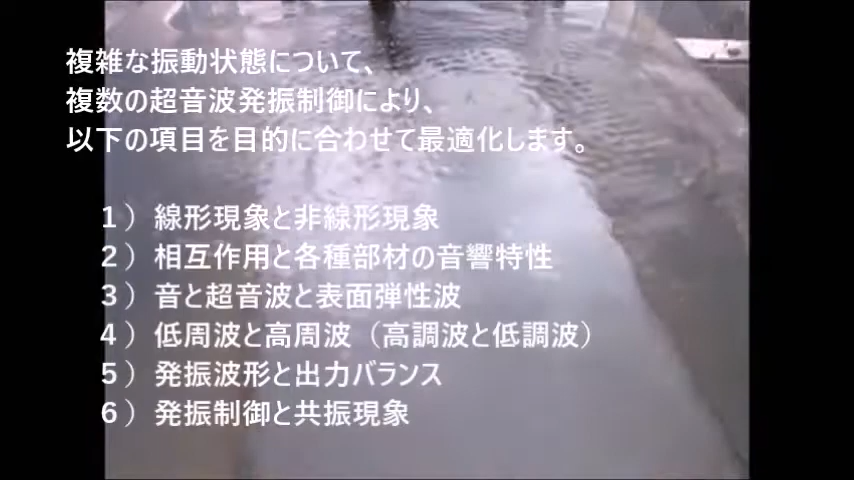 複雑な振動状態について、
複数の超音波発振制御により、
以下の項目を目的に合わせて最適化します。
１）線形現象と非線形現象
２）相互作用と各種部材の音響特性
３）音と超音波と表面弾性波
４）低周波と高周波（高調波と低調波）
５）発振波形と出力バランス
６）発振制御と共振現象